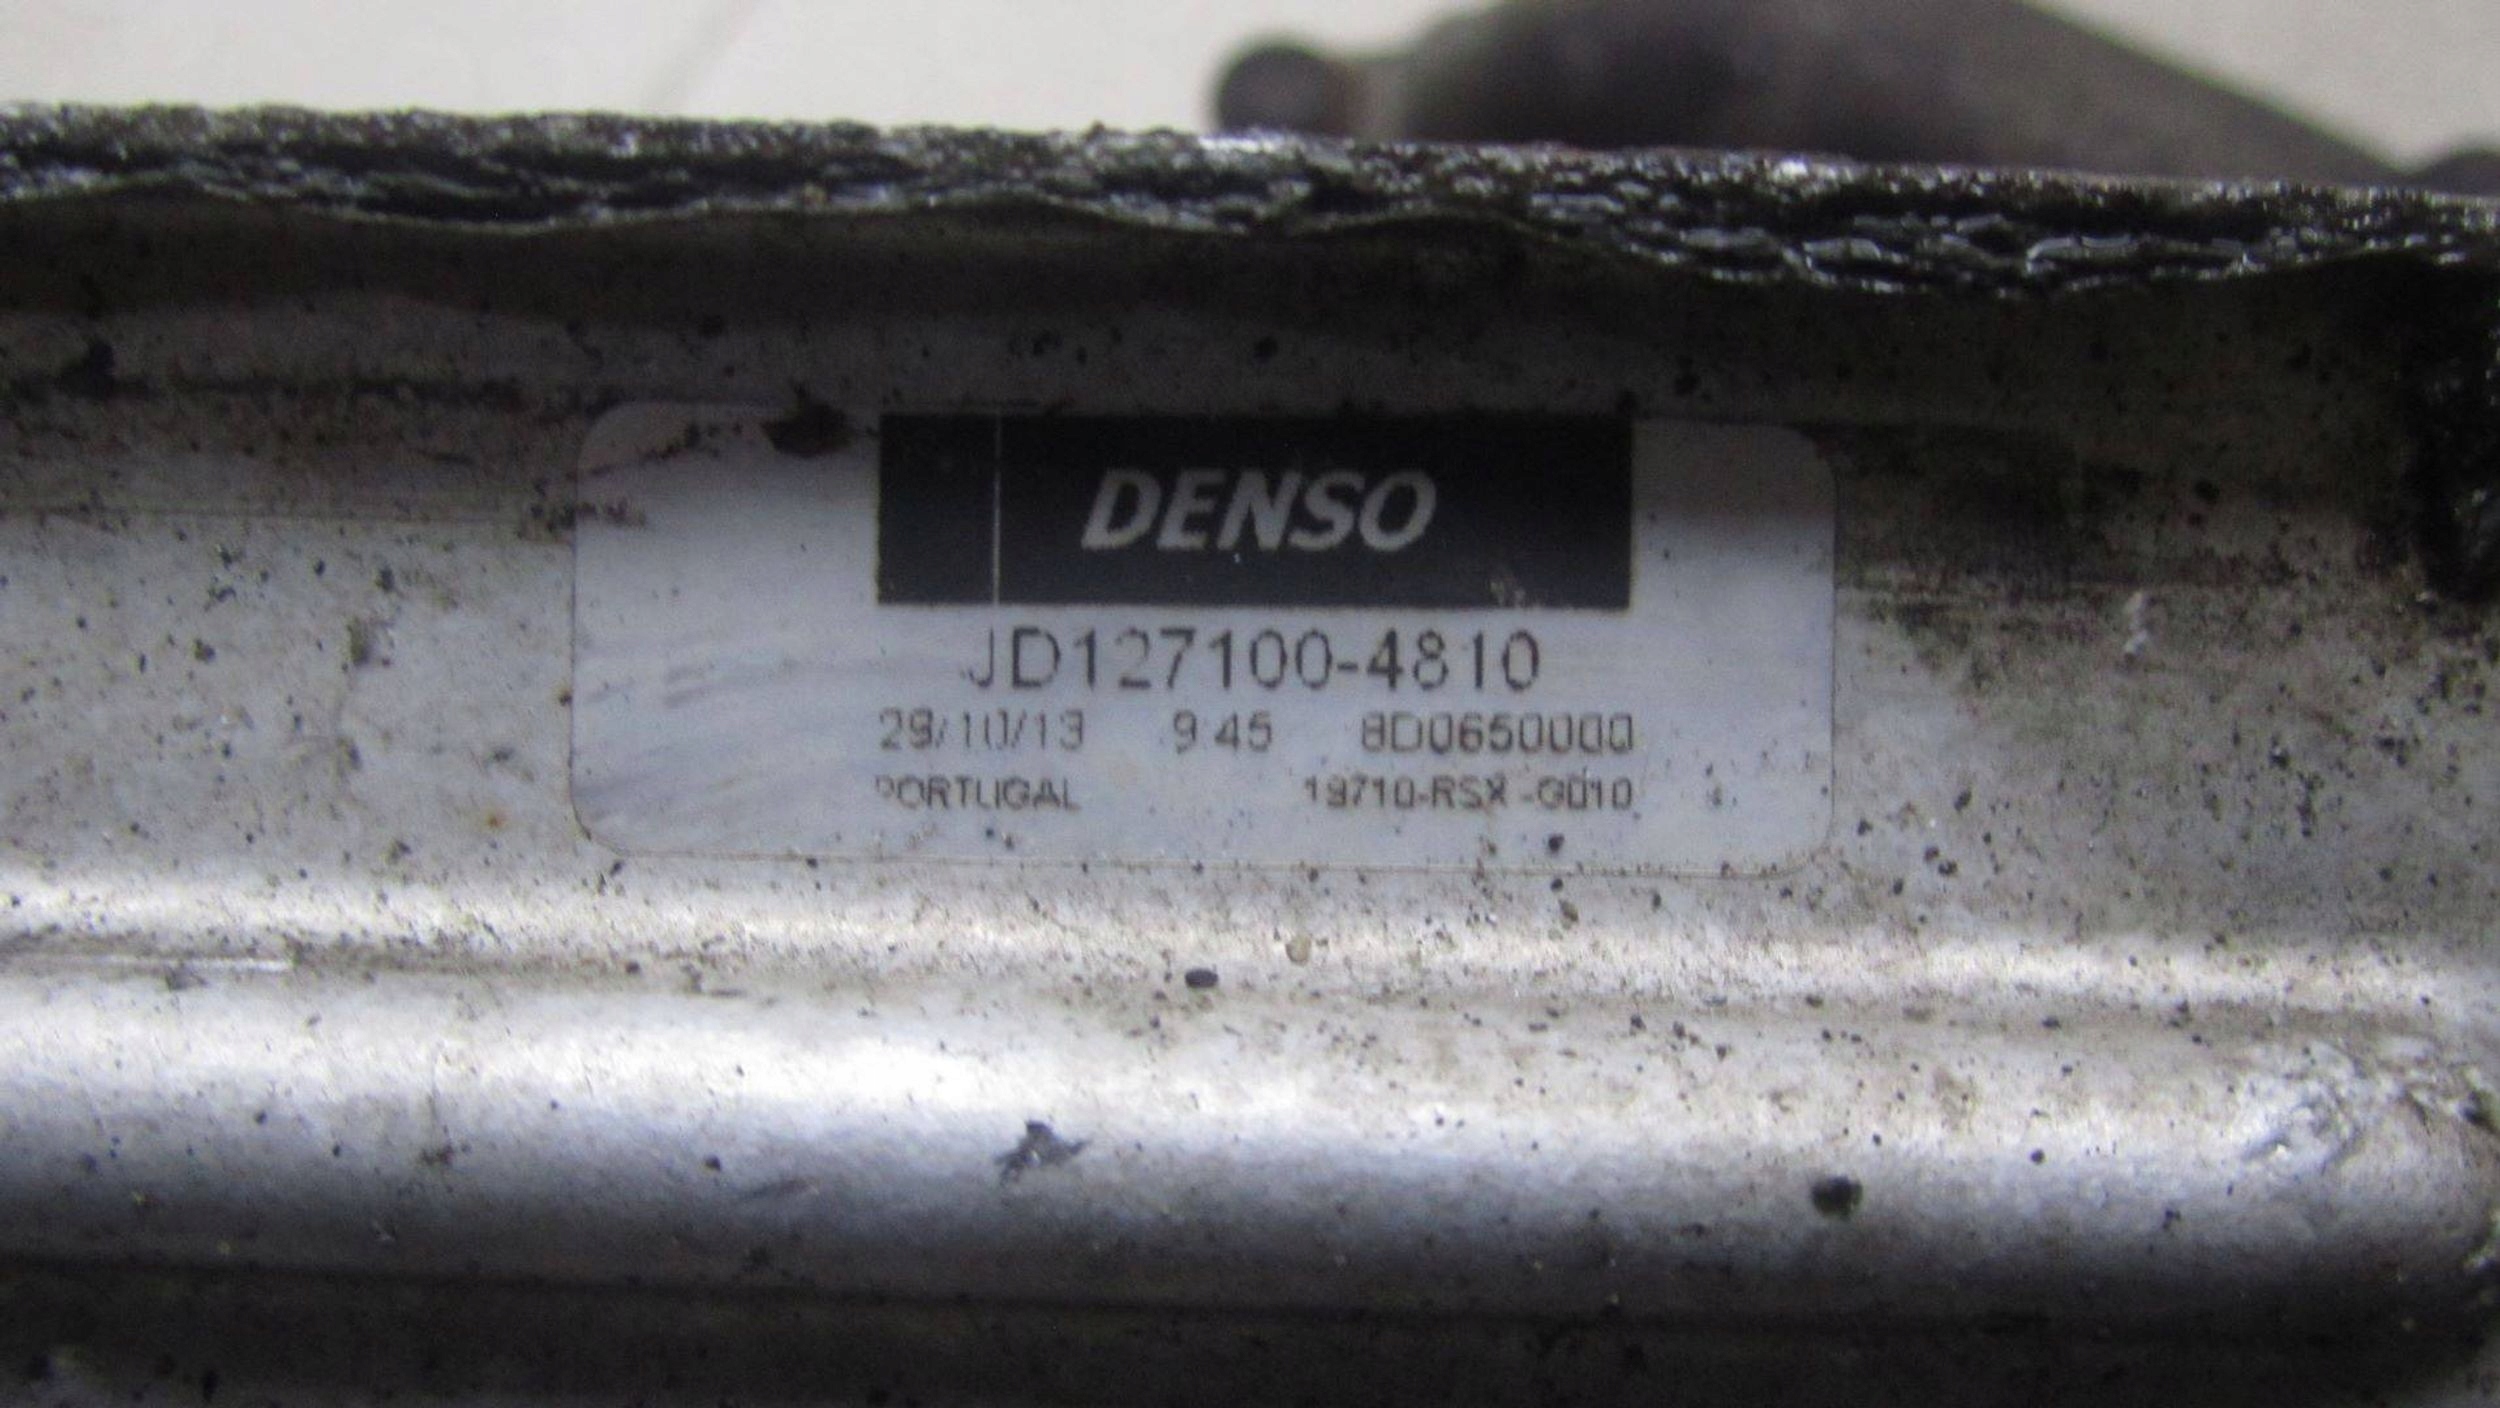 DENSO
JD127100-4810
29/10/13 9:45 8D0650000
PORTUGAL 19710-RSX-G010